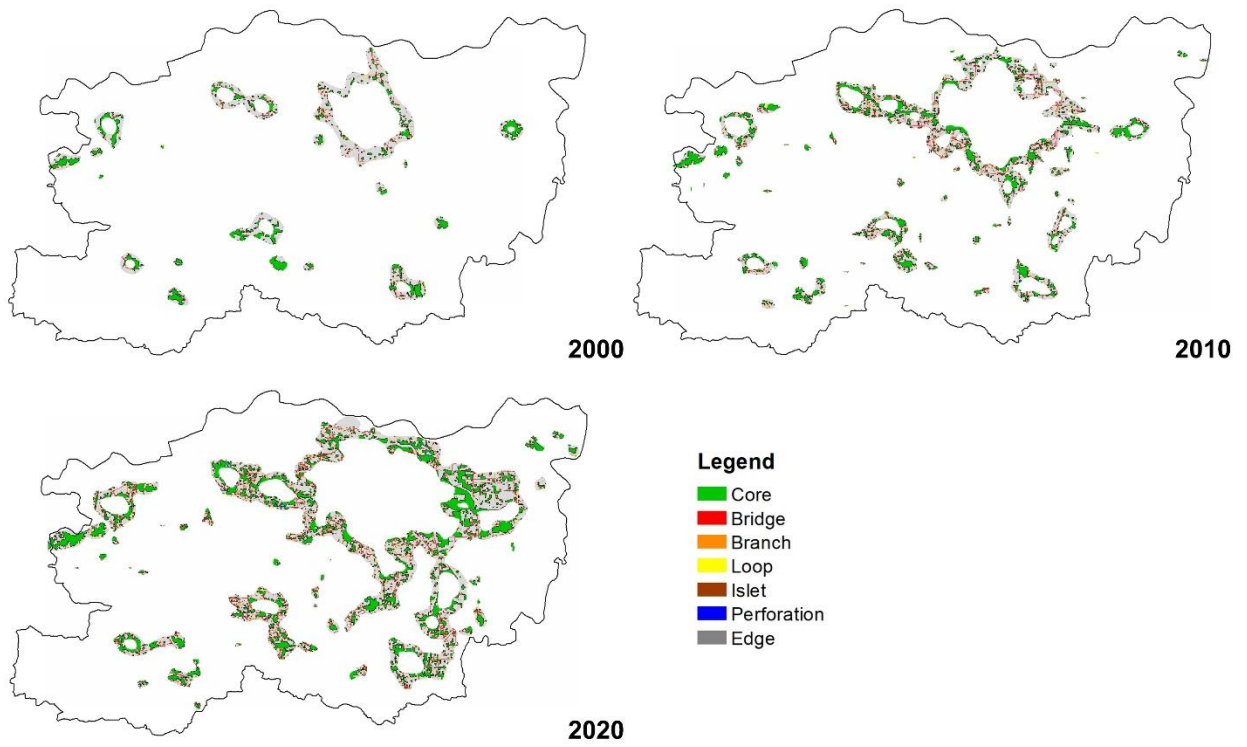 2000
2010
2020
Legend
Core
Bridge
Branch
Loop
Islet
Perforation
Edge